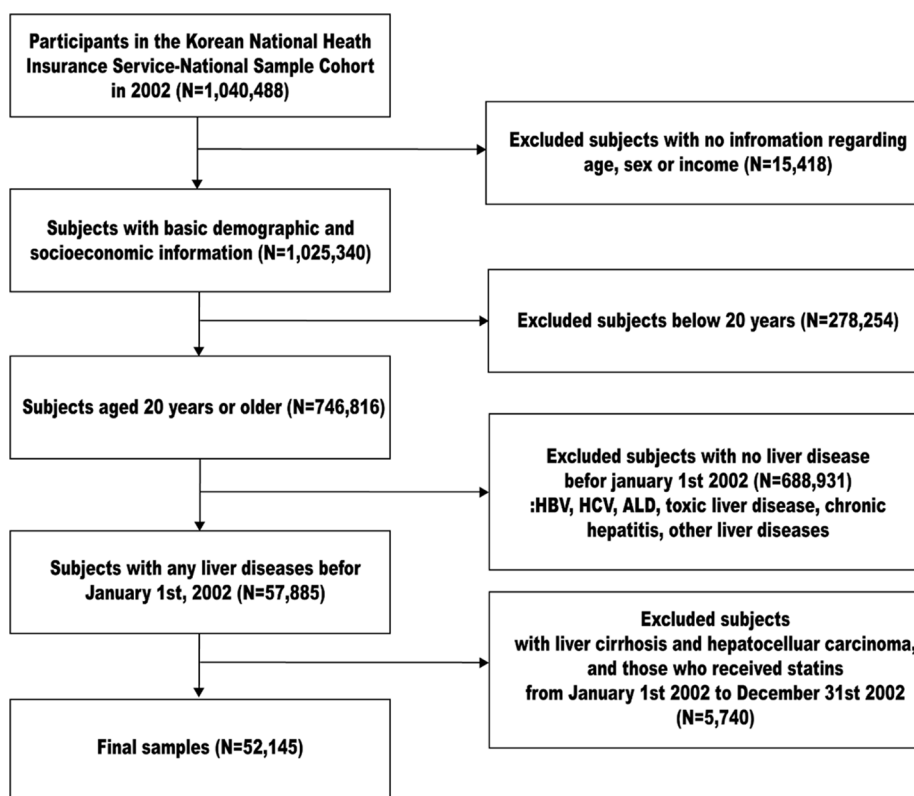 Participants in the Korean National Heath
Insurance Service-National Sample Cohort
in 2002 (N=1,040,488)
Excluded subjects with no infromation regarding
age, sex or income (N=15,418)
Subjects with basic demographic and
socioeconomic information (N=1,025,340)
Excluded subjects below 20 years (N=278,254)
Subjects aged 20 years or older (N=746,816)
Excluded subjects with no liver disease
befor january 1st 2002 (N=688,931)
:HBV, HCV, ALD, toxic liver disease, chronic
hepatitis, other liver diseases
Subjects with any liver diseases befor
January 1st, 2002 (N=57,885)
Excluded subjects
with liver cirrhosis and hepatocelluar carcinoma,
and those who received statins
from January 1st 2002 to December 31st 2002
(N=5,740)
Final samples (N=52,145)